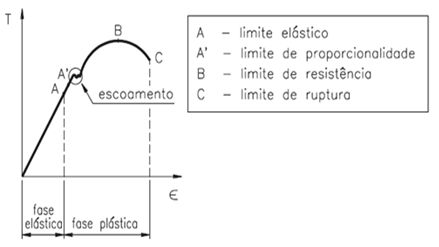 T
B
A'
C
A
escoamento
ϵ
fase
elástica
fase plástica
A – limite elástico
A' – limite de proporcionalidade
B – limite de resistência
C – limite de ruptura